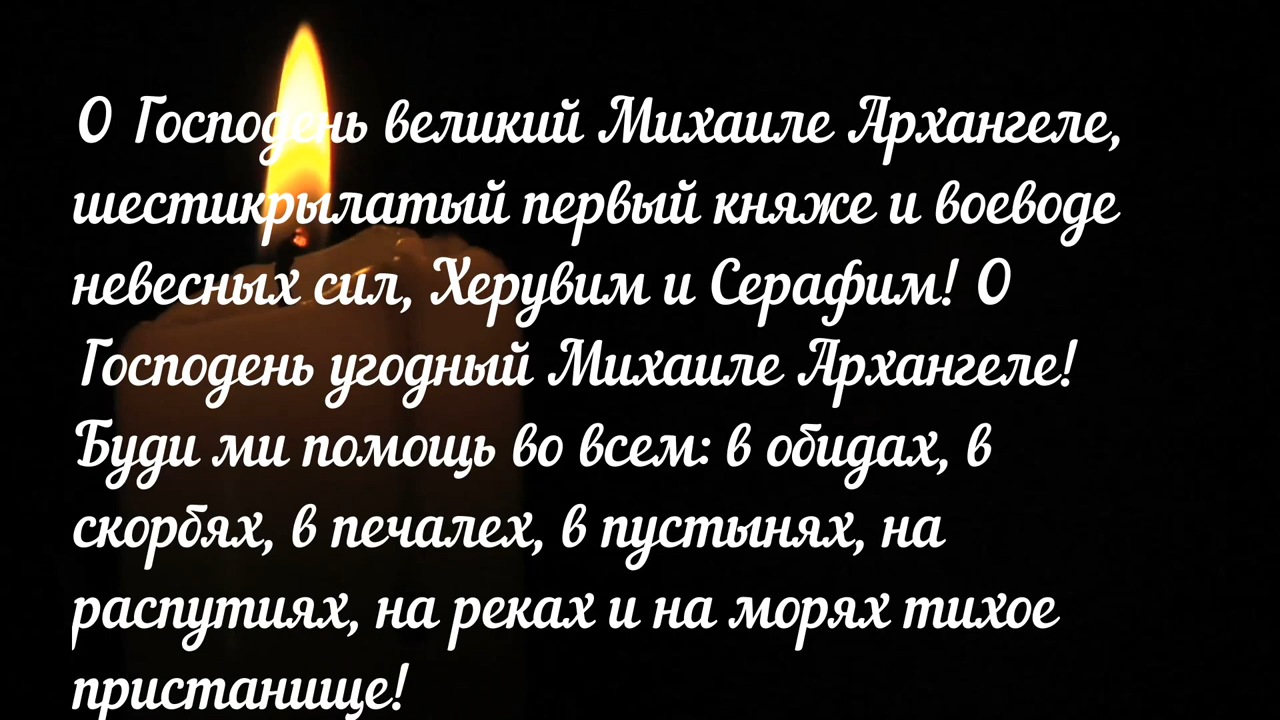 О Господень великий Михаиле Архангеле,
шестикрылатый первый княже и воеводе
невесных сил, Херувим и Серафим! О
Господень угодный Михаиле Архангеле!
Буди ми помощь во всем: в обидах, в
скорбях, в печалех, в пустынях, на
распутиях, на реках и на морях тихое
пристанище!